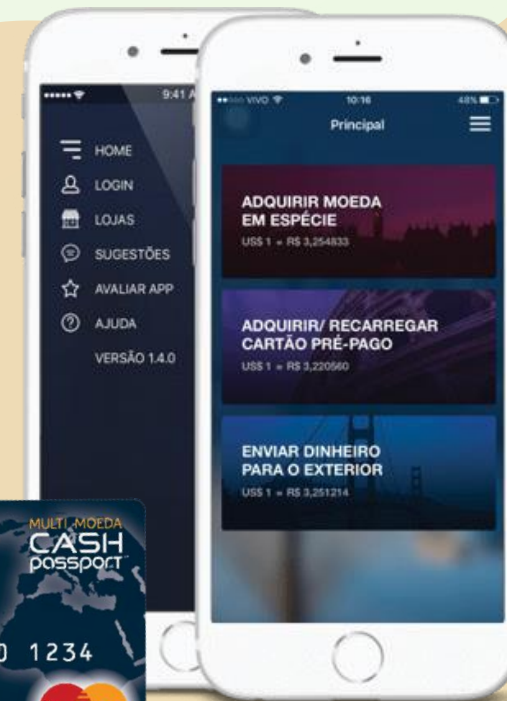 9:41 A
HOME
LOGIN
LOJAS
SUGESTÕES
AVALIAR APP
AJUDA
VERSÃO 1.4.0
VIVO
10:16
48%
Principal
ADQUIRIR MOEDA
EM ESPÉCIE
US$ 1 = R$ 3,254833
ADQUIRIR/ RECARREGAR
CARTÃO PRÉ-PAGO
US$ 1 = R$ 3,220560
ENVIAR DINHEIRO
PARA O EXTERIOR
US$ 1 = R$ 3,251214
MULTI MOEDA
CASH
passport
0 1234